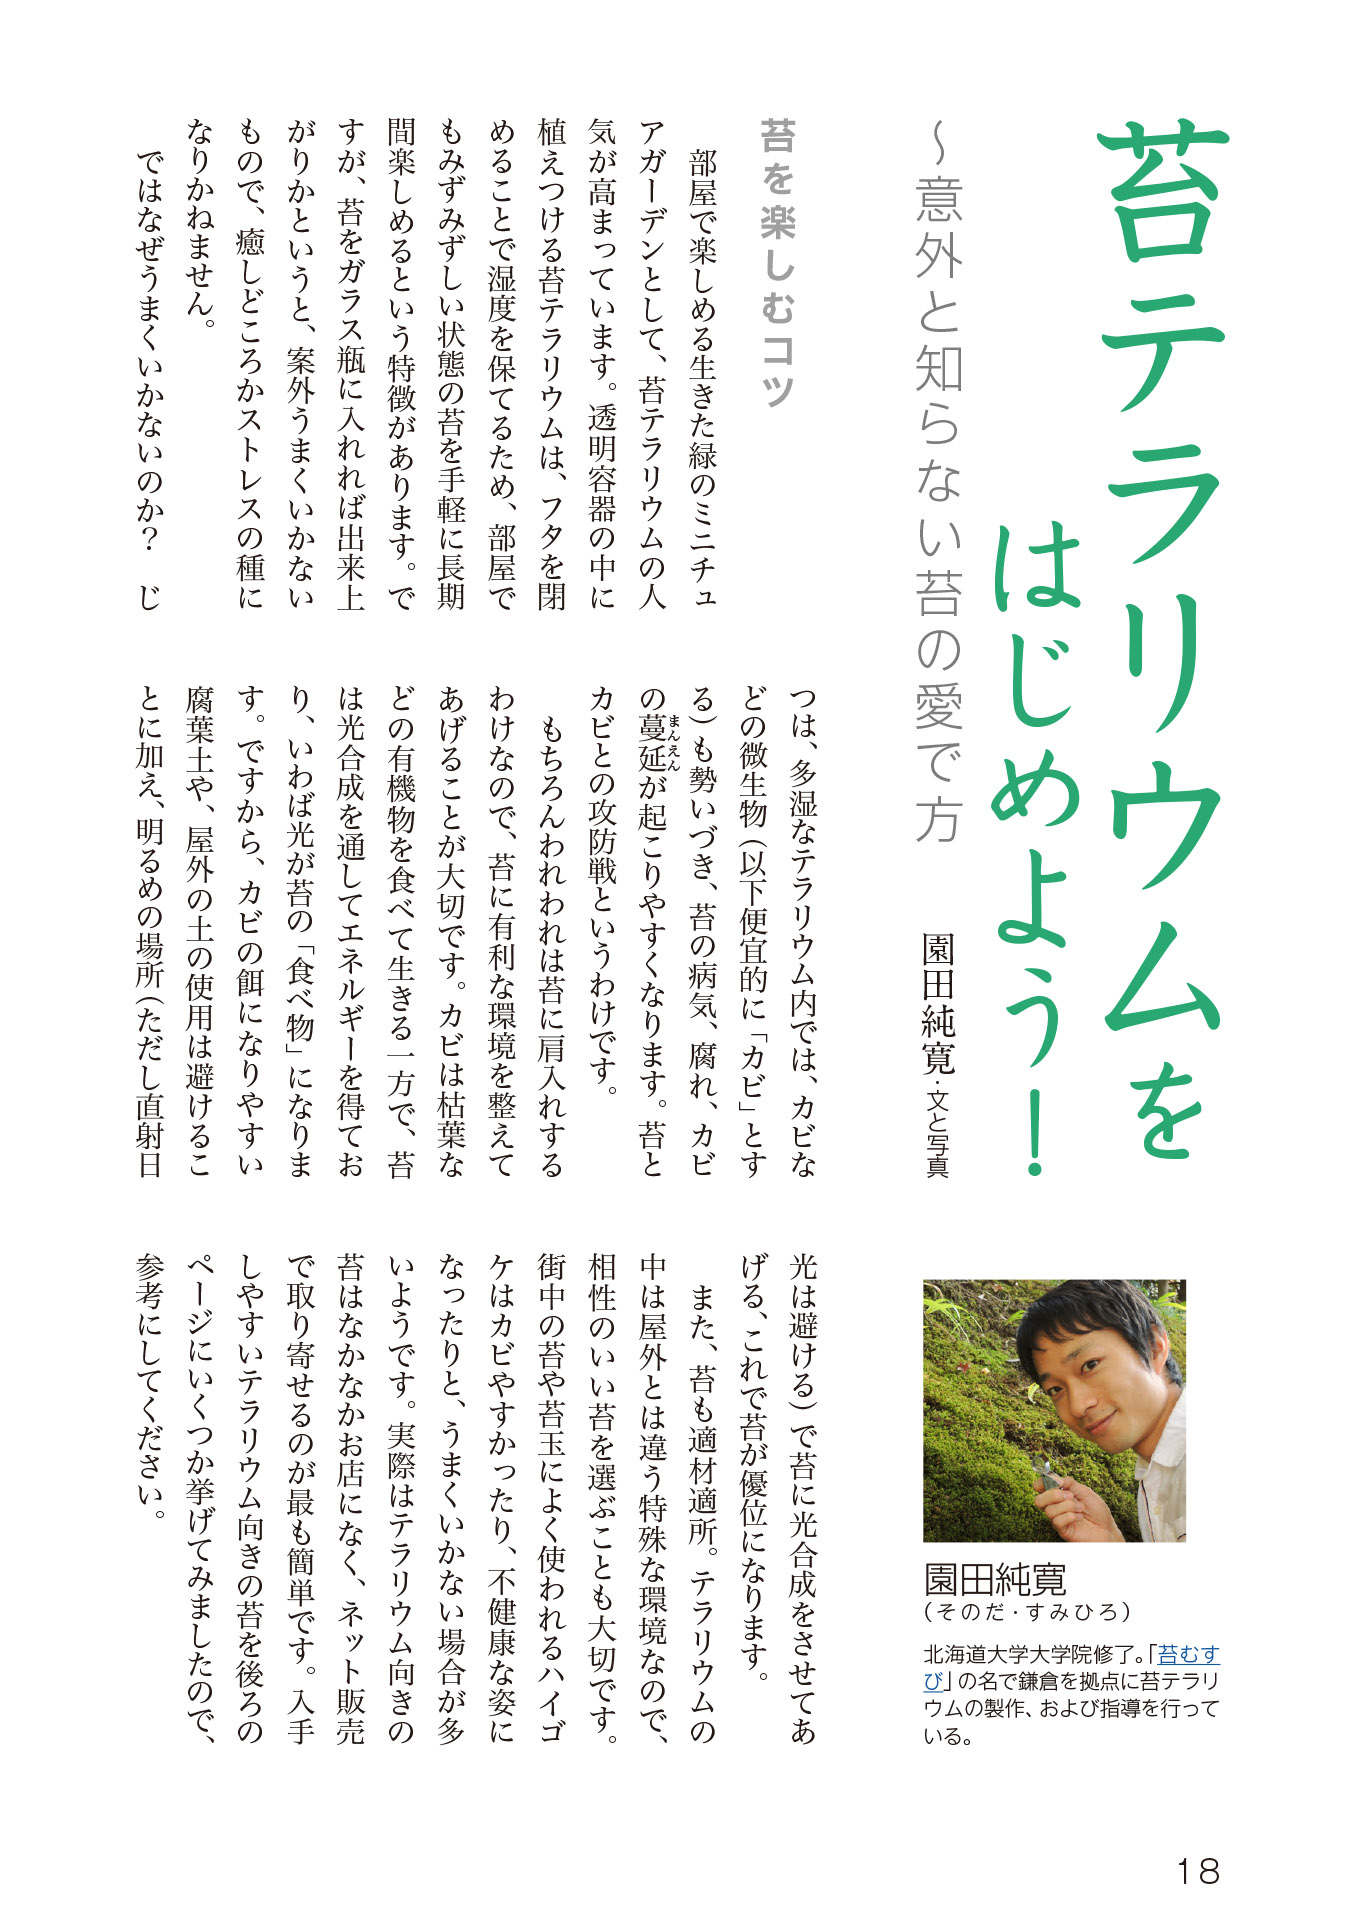 苔テラリウムを
はじめよう！
～意外と知らない苔の愛で方
園田純寛・文と写真
園田純寛
（そのだ・すみひろ）
北海道大学大学院修了。「苔むす
び」の名で鎌倉を拠点に苔テラリ
ウムの製作、および指導を行って
いる。
苔を楽しむコツ
部屋で楽しめる生きた緑のミニチュ
アガーデンとして、苔テラリウムの人
気が高まっています。透明容器の中に
植えつける苔テラリウムは、フタを閉
めることで湿度を保てるため、部屋で
もみずみずしい状態の苔を手軽に長期
間楽しめるという特徴があります。で
すが、苔をガラス瓶に入れれば出来上
がりかというと、案外うまくいかない
もので、癒しどころかストレスの種に
なりかねません。
ではなぜうまくいかないのか？　じ
つは、多湿なテラリウム内では、カビな
どの微生物（以下便宜的に「カビ」とす
る）も勢いづき、苔の病気、腐れ、カビ
の蔓延まんえんが起こりやすくなります。苔と
カビとの攻防戦というわけです。
もちろんわれわれは苔に肩入れする
わけなので、苔に有利な環境を整えて
あげることが大切です。カビは枯葉な
どの有機物を食べて生きる一方で、苔
は光合成を通してエネルギーを得てお
り、いわば光が苔の「食べ物」になりま
す。ですから、カビの餌になりやすい
腐葉土や、屋外の土の使用は避けるこ
とに加え、明るめの場所（ただし直射日
光は避ける）で苔に光合成をさせてあ
げる、これで苔が優位になります。
また、苔も適材適所。テラリウムの
中は屋外とは違う特殊な環境なので、
相性のいい苔を選ぶことも大切です。
街中の苔や苔玉によく使われるハイゴ
ケはカビやすかったり、不健康な姿に
なったりと、うまくいかない場合が多
いようです。実際はテラリウム向きの
苔はなかなかお店になく、ネット販売
で取り寄せるのが最も簡単です。入手
しやすいテラリウム向きの苔を後ろの
ページにいくつか挙げてみましたので、
参考にしてください。
18